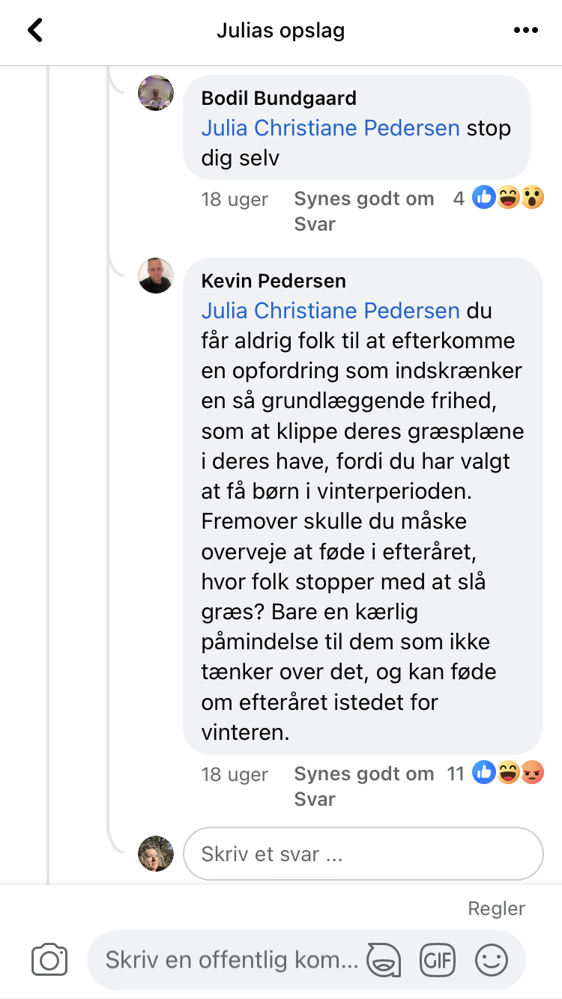 Julias opslag
Bodil Bundgaard
Julia Christiane Pedersen stop
dig selv
18 uger Synes godt om 4
Svar
Kevin Pedersen
Julia Christiane Pedersen du
får aldrig folk til at efterkomme
en opfordring som indskrænker
en så grundlæggende frihed,
som at klippe deres græsplæne
i deres have, fordi du har valgt
at få børn i vinterperioden.
Fremover skulle du måske
overveje at føde i efteråret,
hvor folk stopper med at slå
græs? Bare en kærlig
påmindelse til dem som ikke
tænker over det, og kan føde
om efteråret istedet for
vinteren.
18 uger Synes godt om 11
Svar
Skriv et svar ...
Regler
Skriv en offentlig kom... GIF